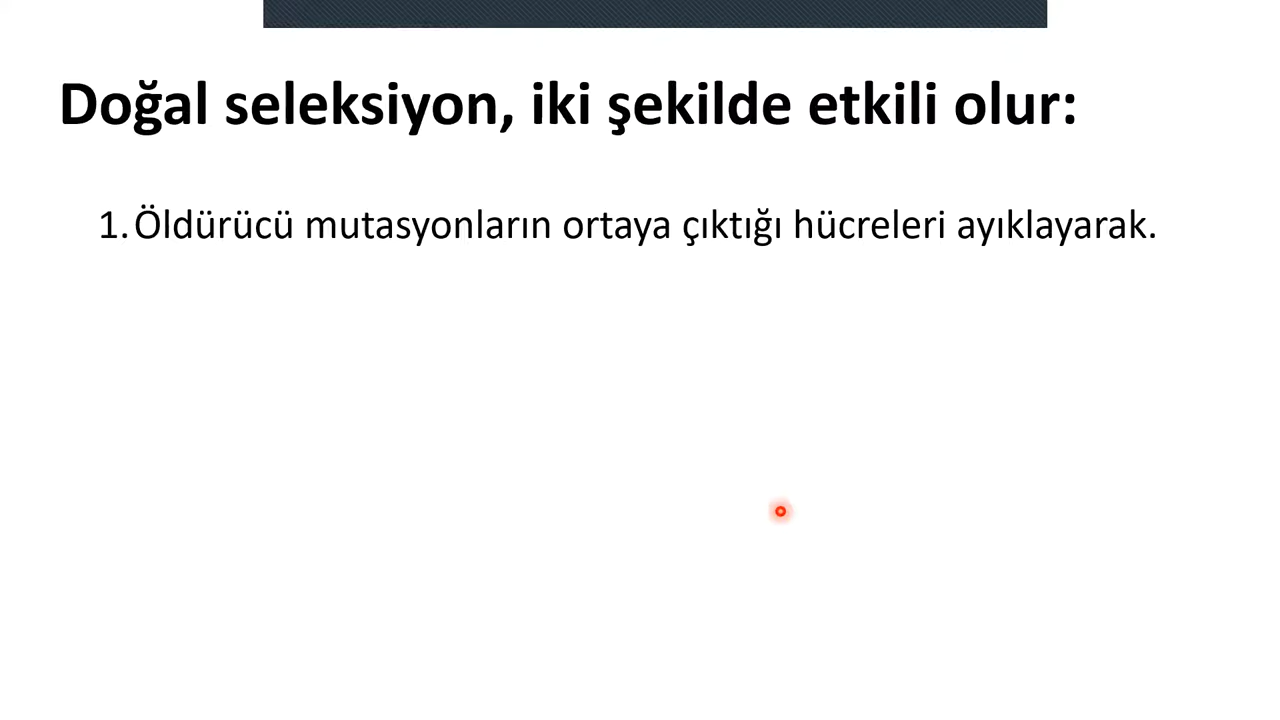 Doğal seleksiyon, iki şekilde etkili olur:
1. Öldürücü mutasyonların ortaya çıktığı hücreleri ayıklayarak.